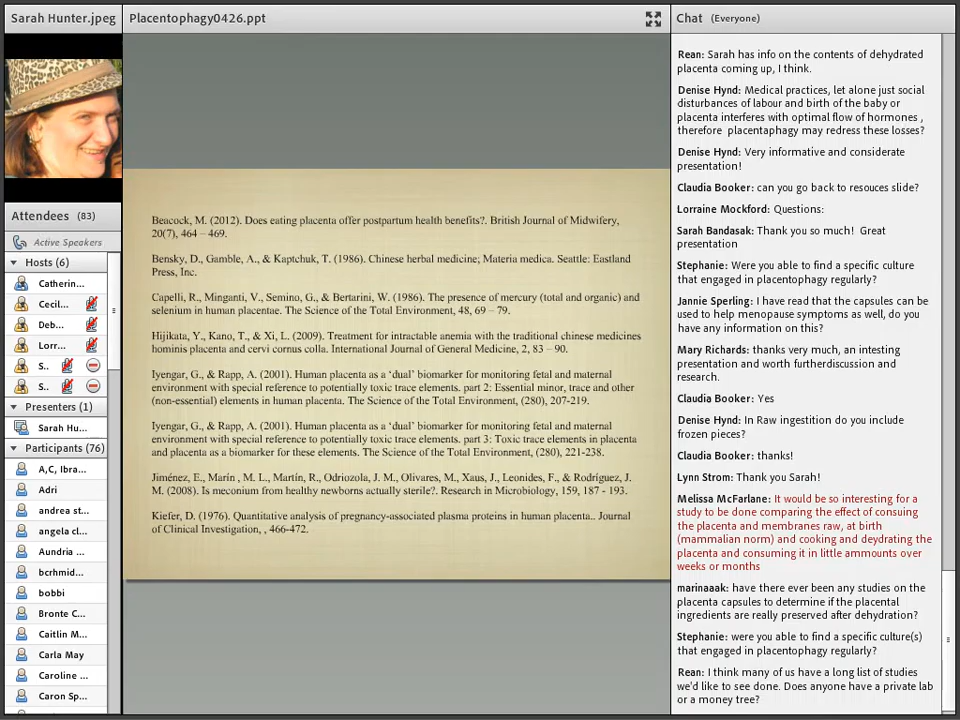 Sarah Hunter.jpeg
Placentophagy0426.ppt
Chat (Everyone)
Attendees (83)
Active Speakers
Hosts (6)
Catherin...
Cecil...
Deb...
Lorr...
S..
S..
Presenters (1)
Sarah Hu...
Participants (76)
A,C, Ibra...
Adri
andrea st...
angela cl...
Aundria ...
bcrhmid...
bobbi
Bronte C...
Caitlin M...
Carla May
Caroline ...
Caron Sp...
Beacock, M. (2012). Does eating placenta offer postpartum health benefits?. British Journal of Midwifery,
20(7), 464 – 469.
Bensky, D., Gamble, A., & Kaptchuk, T. (1986). Chinese herbal medicine; Materia medica. Seattle: Eastland
Press, Inc.
Capelli, R., Minganti, V., Semino, G., & Bertarini, W. (1986). The presence of mercury (total and organic) and
selenium in human placentae. The Science of the Total Environment, 48, 69 – 79.
Hijikata, Y., Kano, T., & Xi, L. (2009). Treatment for intractable anemia with the traditional chinese medicines
hominis placenta and cervi cornus colla. International Journal of General Medicine, 2, 83 – 90.
Iyengar, G., & Rapp, A. (2001). Human placenta as a ‘dual’ biomarker for monitoring fetal and maternal
environment with special reference to potentially toxic trace elements. part 2: Essential minor, trace and other
(non-essential) elements in human placenta. The Science of the Total Environment, (280), 207-219.
Iyengar, G., & Rapp, A. (2001). Human placenta as a ‘dual’ biomarker for monitoring fetal and maternal
environment with special reference to potentially toxic trace elements. part 3: Toxic trace elements in placenta
and placenta as a biomarker for these elements. The Science of the Total Environment, (280), 221-238.
Jiménez, E., Marín , M. L., Martín, R., Odriozola, J. M., Olivares, M., Xaus, J., Leonides, F., & Rodríguez, J.
M. (2008). Is meconium from healthy newborns actually sterile?. Research in Microbiology, 159, 187 - 193.
Kiefer, D. (1976). Quantitative analysis of pregnancy-associated plasma proteins in human placenta.. Journal
of Clinical Investigation, , 466-472.
Rean: Sarah has info on the contents of dehydrated
placenta coming up, I think.
Denise Hynd: Medical practices, let alone just social
disturbances of labour and birth of the baby or
placenta interferes with optimal flow of hormones ,
therefore placentaphagy may redress these losses?
Denise Hynd: Very informative and considerate
presentation!
Claudia Booker: can you go back to resouces slide?
Lorraine Mockford: Questions:
Sarah Bandasak: Thank you so much! Great
presentation
Stephanie: Were you able to find a specific culture
that engaged in placentophagy regularly?
Jannie Sperling: I have read that the capsules can be
used to help menopause symptoms as well, do you
have any information on this?
Mary Richards: thanks very much, an intesting
presentation and worth furtherdiscussion and
research.
Claudia Booker: Yes
Denise Hynd: In Raw ingestition do you include
frozen pieces?
Claudia Booker: thanks!
Lynn Strom: Thank you Sarah!
Melissa McFarlane: It would be so interesting for a
study to be done comparing the effect of consuing
the placenta and membranes raw, at birth
(mammalian norm) and cooking and deydrating the
placenta and consuming it in little ammounts over
weeks or months
marinaaak: have there ever been any studies on the
placenta capsules to determine if the placental
ingredients are really preserved after dehydration?
Stephanie: were you able to find a specific culture(s)
that engaged in placentophagy regularly?
Rean: I think many of us have a long list of studies
we'd like to see done. Does anyone have a private lab
or a money tree?